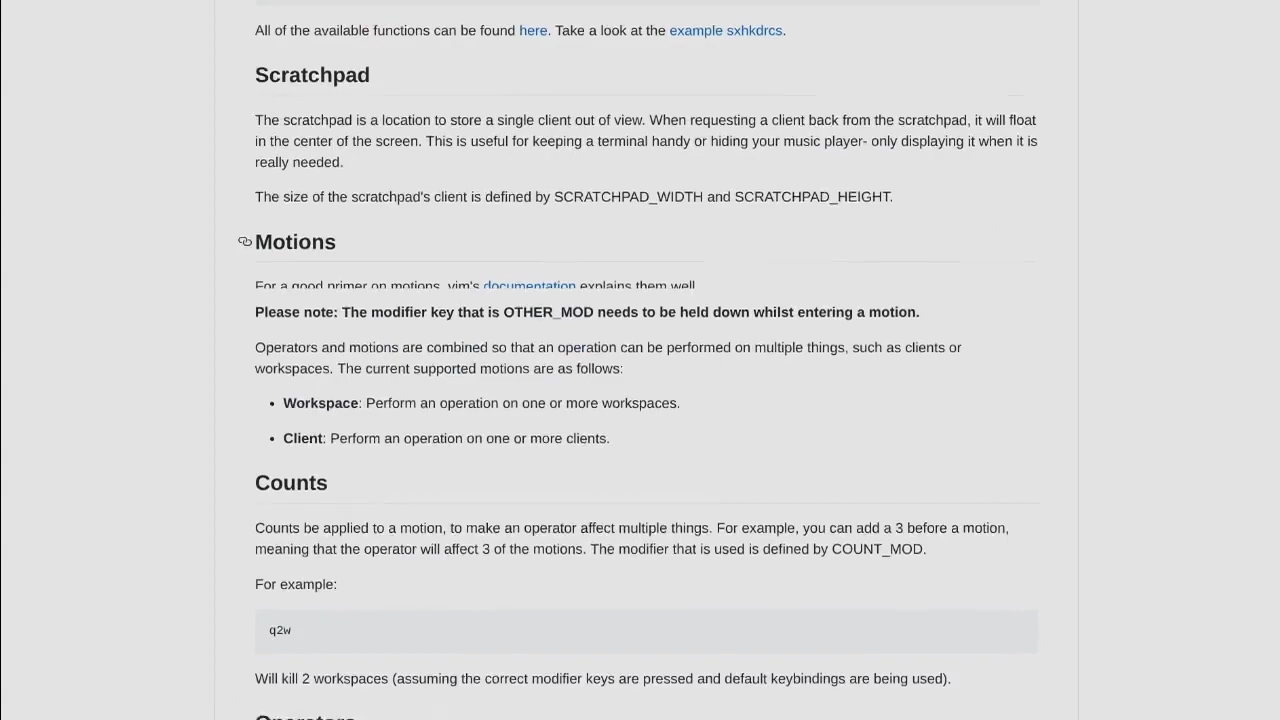 All of the available functions can be found here. Take a look at the example sxhkdrcs.
Scratchpad
The scratchpad is a location to store a single client out of view. When requesting a client back from the scratchpad, it will float
in the center of the screen. This is useful for keeping a terminal handy or hiding your music player- only displaying it when it is
really needed.
The size of the scratchpad's client is defined by SCRATCHPAD_WIDTH and SCRATCHPAD_HEIGHT.
Motions
For a good primer on motions, vim's documentation explains them well
Please note: The modifier key that is OTHER_MOD needs to be held down whilst entering a motion.
Operators and motions are combined so that an operation can be performed on multiple things, such as clients or
workspaces. The current supported motions are as follows:
• Workspace: Perform an operation on one or more workspaces.
• Client: Perform an operation on one or more clients.
Counts
Counts be applied to a motion, to make an operator affect multiple things. For example, you can add a 3 before a motion,
meaning that the operator will affect 3 of the motions. The modifier that is used is defined by COUNT_MOD.
For example:
q2w
Will kill 2 workspaces (assuming the correct modifier keys are pressed and default keybindings are being used).
Operators